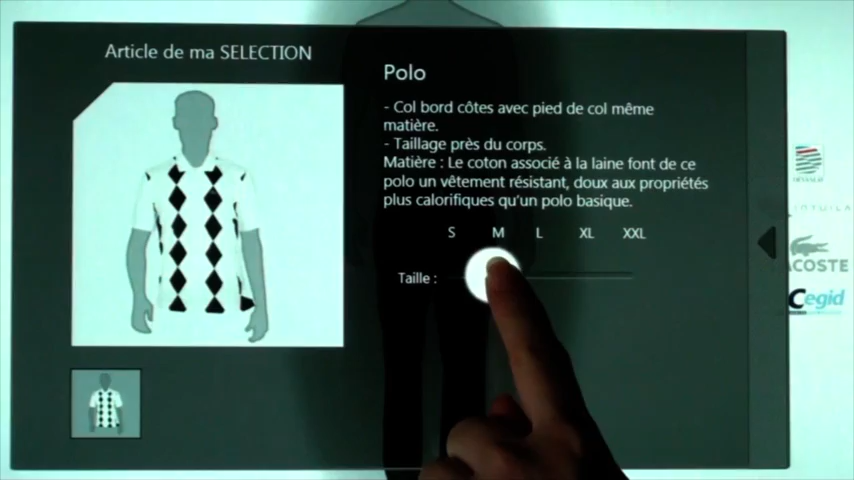 Article de ma SELECTION
Polo
- Col bord côtes avec pied de col même
matière.
- Taillage près du corps.
Matière : Le coton associé à la laine font de ce
polo un vêtement résistant, doux aux propriétés
plus calorifiques qu'un polo basique.
S M L XL XXL
Taille :
ACOSTE
Cegid